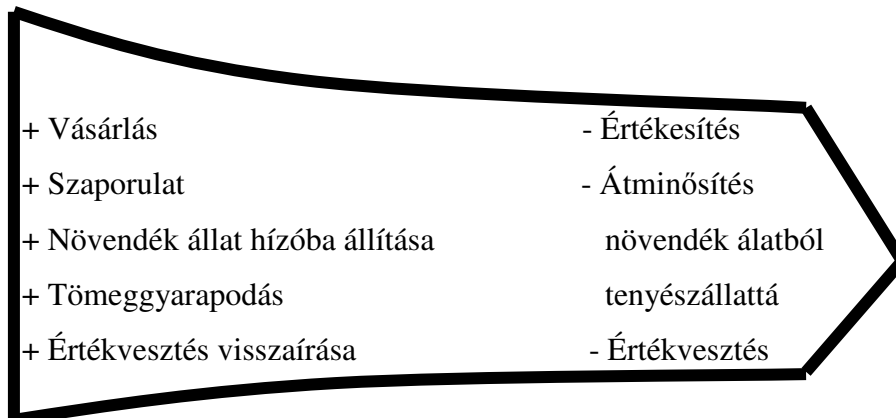 + Vásárlás - Értékesítés
+ Szaporulat - Átminősítés
+ Növendék állat hízóba állítása növendék álatból
+ Tömeggyarapodás tenyészállattá
+ Értékvesztés visszaírása - Értékvesztés